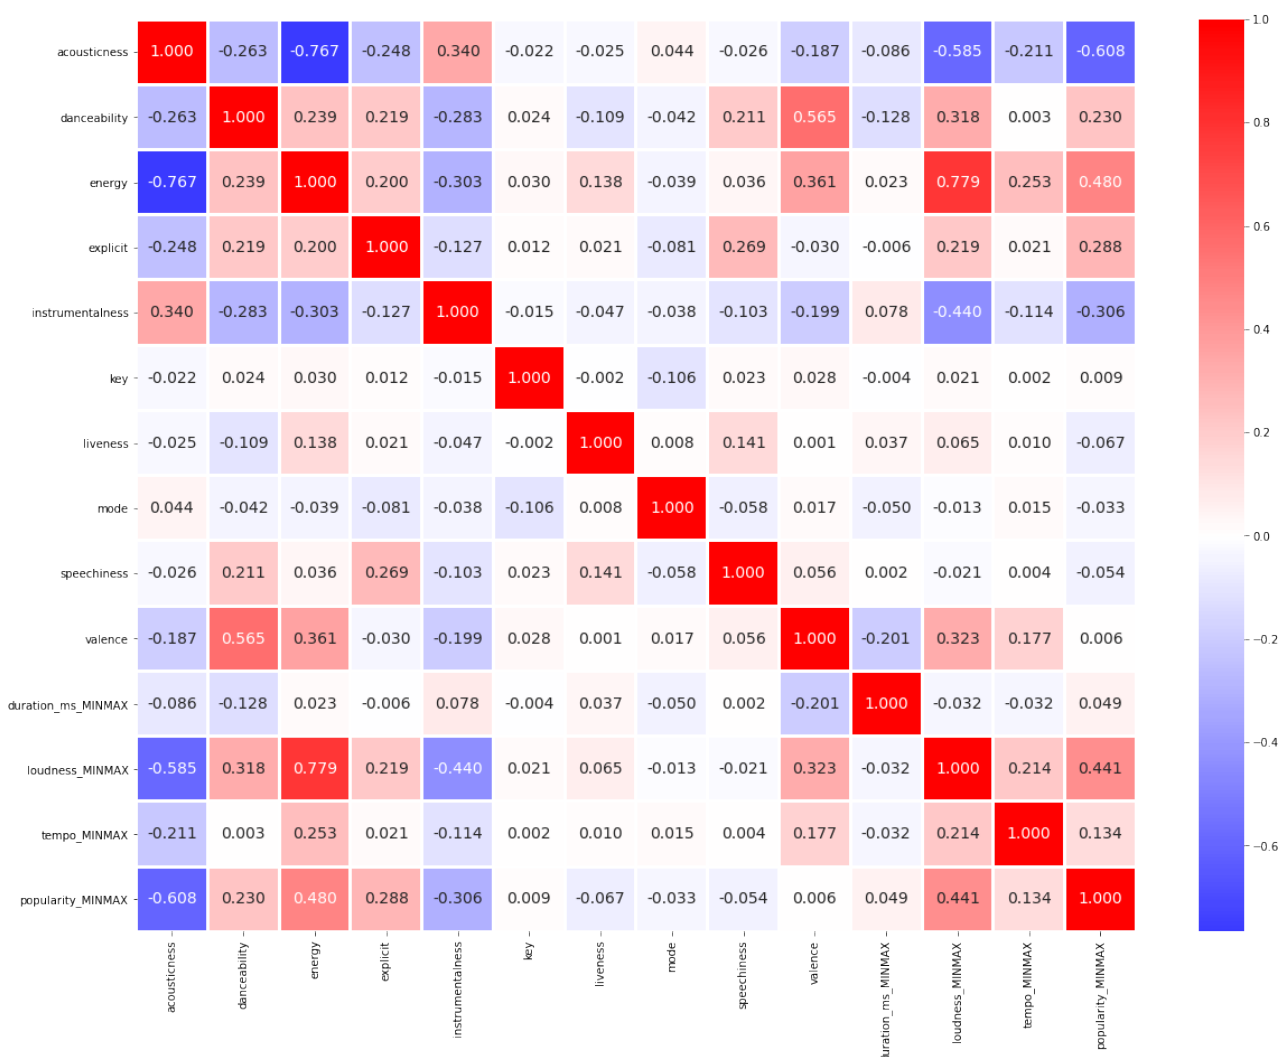 acousticness 1.000 -0.263 -0.767 -0.248 0.340 -0.022 -0.025 0.044 -0.026 -0.187 -0.086 -0.585 -0.211 -0.608
danceability -0.263 1.000 0.239 0.219 -0.283 0.024 -0.109 -0.042 0.211 0.565 -0.128 0.318 0.003 0.230
energy -0.767 0.239 1.000 0.200 -0.303 0.030 0.138 -0.039 0.036 0.361 0.023 0.779 0.253 0.480
explicit -0.248 0.219 0.200 1.000 -0.127 0.012 0.021 -0.081 0.269 -0.030 -0.006 0.219 0.021 0.288
instrumentalness 0.340 -0.283 -0.303 -0.127 1.000 -0.015 -0.047 -0.038 -0.103 -0.199 0.078 -0.440 -0.114 -0.306
key -0.022 0.024 0.030 0.012 -0.015 1.000 -0.002 -0.106 0.023 0.028 -0.004 0.021 0.002 0.009
liveness -0.025 -0.109 0.138 0.021 -0.047 -0.002 1.000 0.008 0.141 0.001 0.037 0.065 0.010 -0.067
mode 0.044 -0.042 -0.039 -0.081 -0.038 -0.106 0.008 1.000 -0.058 0.017 -0.050 -0.013 0.015 -0.033
speechiness -0.026 0.211 0.036 0.269 -0.103 0.023 0.141 -0.058 1.000 0.056 0.002 -0.021 0.004 -0.054
valence -0.187 0.565 0.361 -0.030 -0.199 0.028 0.001 0.017 0.056 1.000 -0.201 0.323 0.177 0.006
duration_ms_MINMAX -0.086 -0.128 0.023 -0.006 0.078 -0.004 0.037 -0.050 0.002 -0.201 1.000 -0.032 -0.032 0.049
loudness_MINMAX -0.585 0.318 0.779 0.219 -0.440 0.021 0.065 -0.013 -0.021 0.323 -0.032 1.000 0.214 0.441
tempo_MINMAX -0.211 0.003 0.253 0.021 -0.114 0.002 0.010 0.015 0.004 0.177 -0.032 0.214 1.000 0.134
popularity_MINMAX -0.608 0.230 0.480 0.288 -0.306 0.009 -0.067 -0.033 -0.054 0.006 0.049 0.441 0.134 1.000
acousticness
danceability
energy
explicit
instrumentalness
key
liveness
mode
speechiness
valence
duration_ms_MINMAX
loudness_MINMAX
tempo_MINMAX
popularity_MINMAX
1.0
0.8
0.6
0.4
0.2
0.0
−0.2
−0.4
−0.6